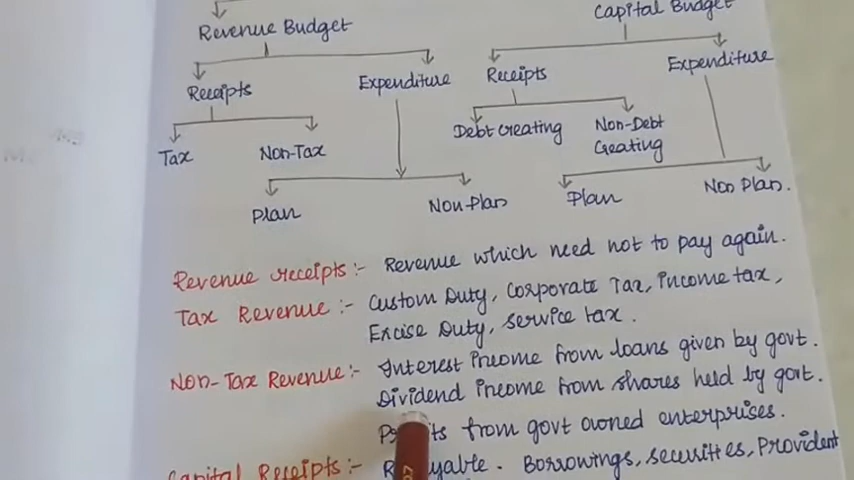 Revenue Budget
Capital Budget
Receipts
Expenditure
Receipts
Expenditure
Tax
Non-Tax
Debt Creating
Non-Debt
Creating
Plan
Non-Plan
Plan
Non Plan.
Revenue receipts :- Revenue which need not to pay again.
Tax Revenue :- Custom Duty, Corporate Tax, income tax,
Excise Duty, service tax.
Non-Tax Revenue :- Interest income from loans given by govt.
Dividend income from shares held by govt.
from govt owned enterprises.
Capital Receipts :- Borrowings, securities, Provident